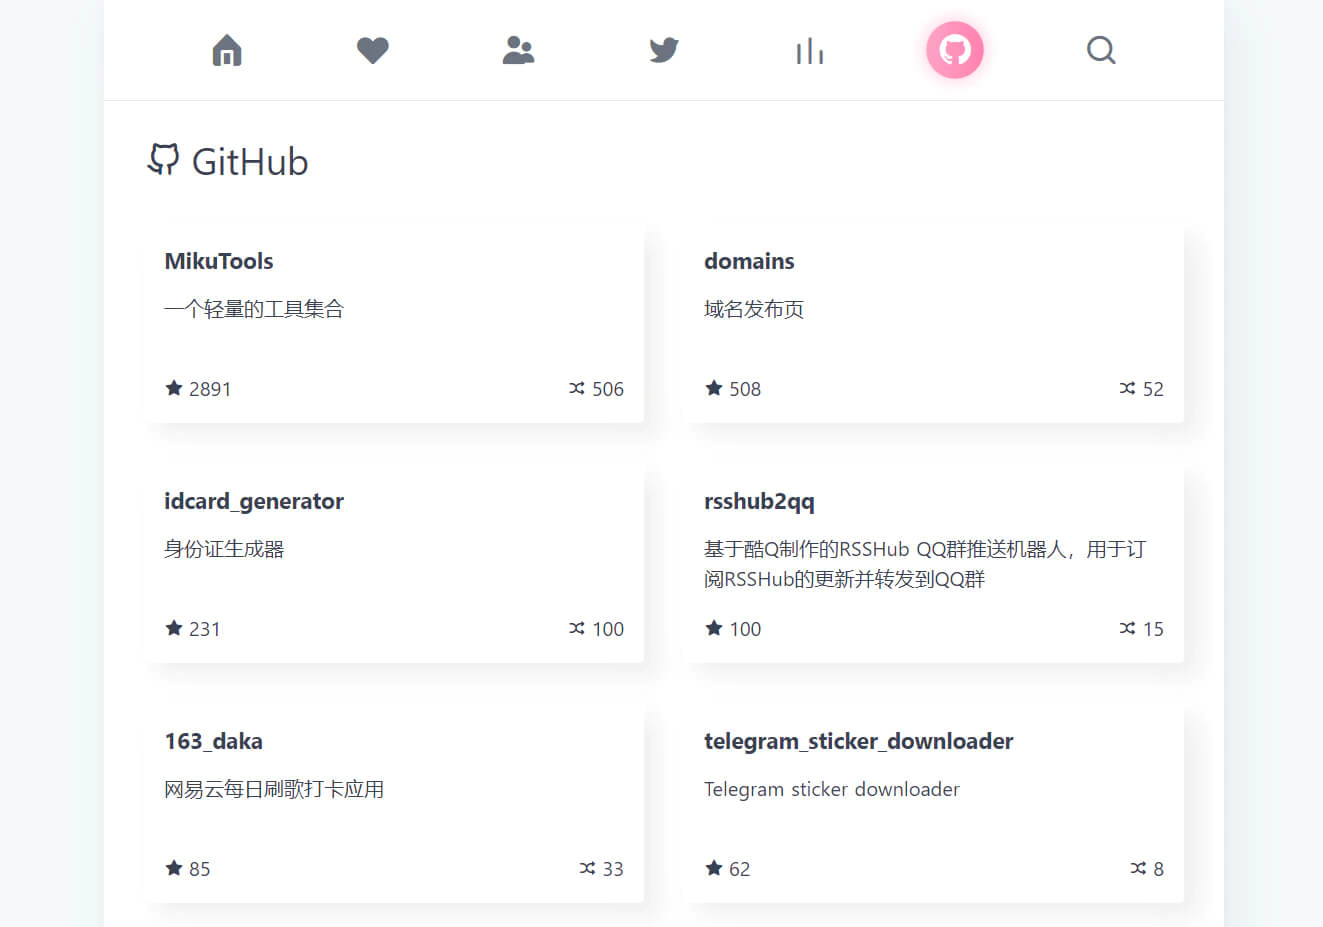 GitHub
MikuTools
一个轻量的工具集合
2891
506
domains
域名发布页
508
52
idcard_generator
身份证生成器
231
100
rsshub2qq
基于酷Q制作的RSSHub QQ群推送机器人，用于订
阅RSSHub的更新并转发到QQ群
100
15
163_daka
网易云每日刷歌打卡应用
85
33
telegram_sticker_downloader
Telegram sticker downloader
62
8